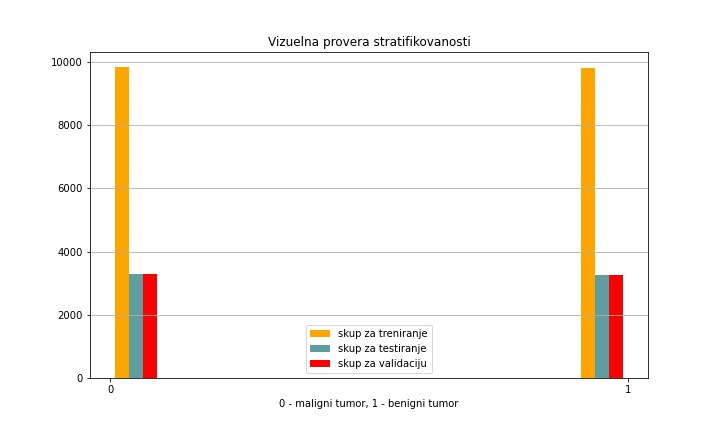 Vizuelna provera stratifikovanosti
10000
8000
6000
4000
2000
0
skup za treniranje
skup za testiranje
skup za validaciju
0 1
0 - maligni tumor, 1 - benigni tumor